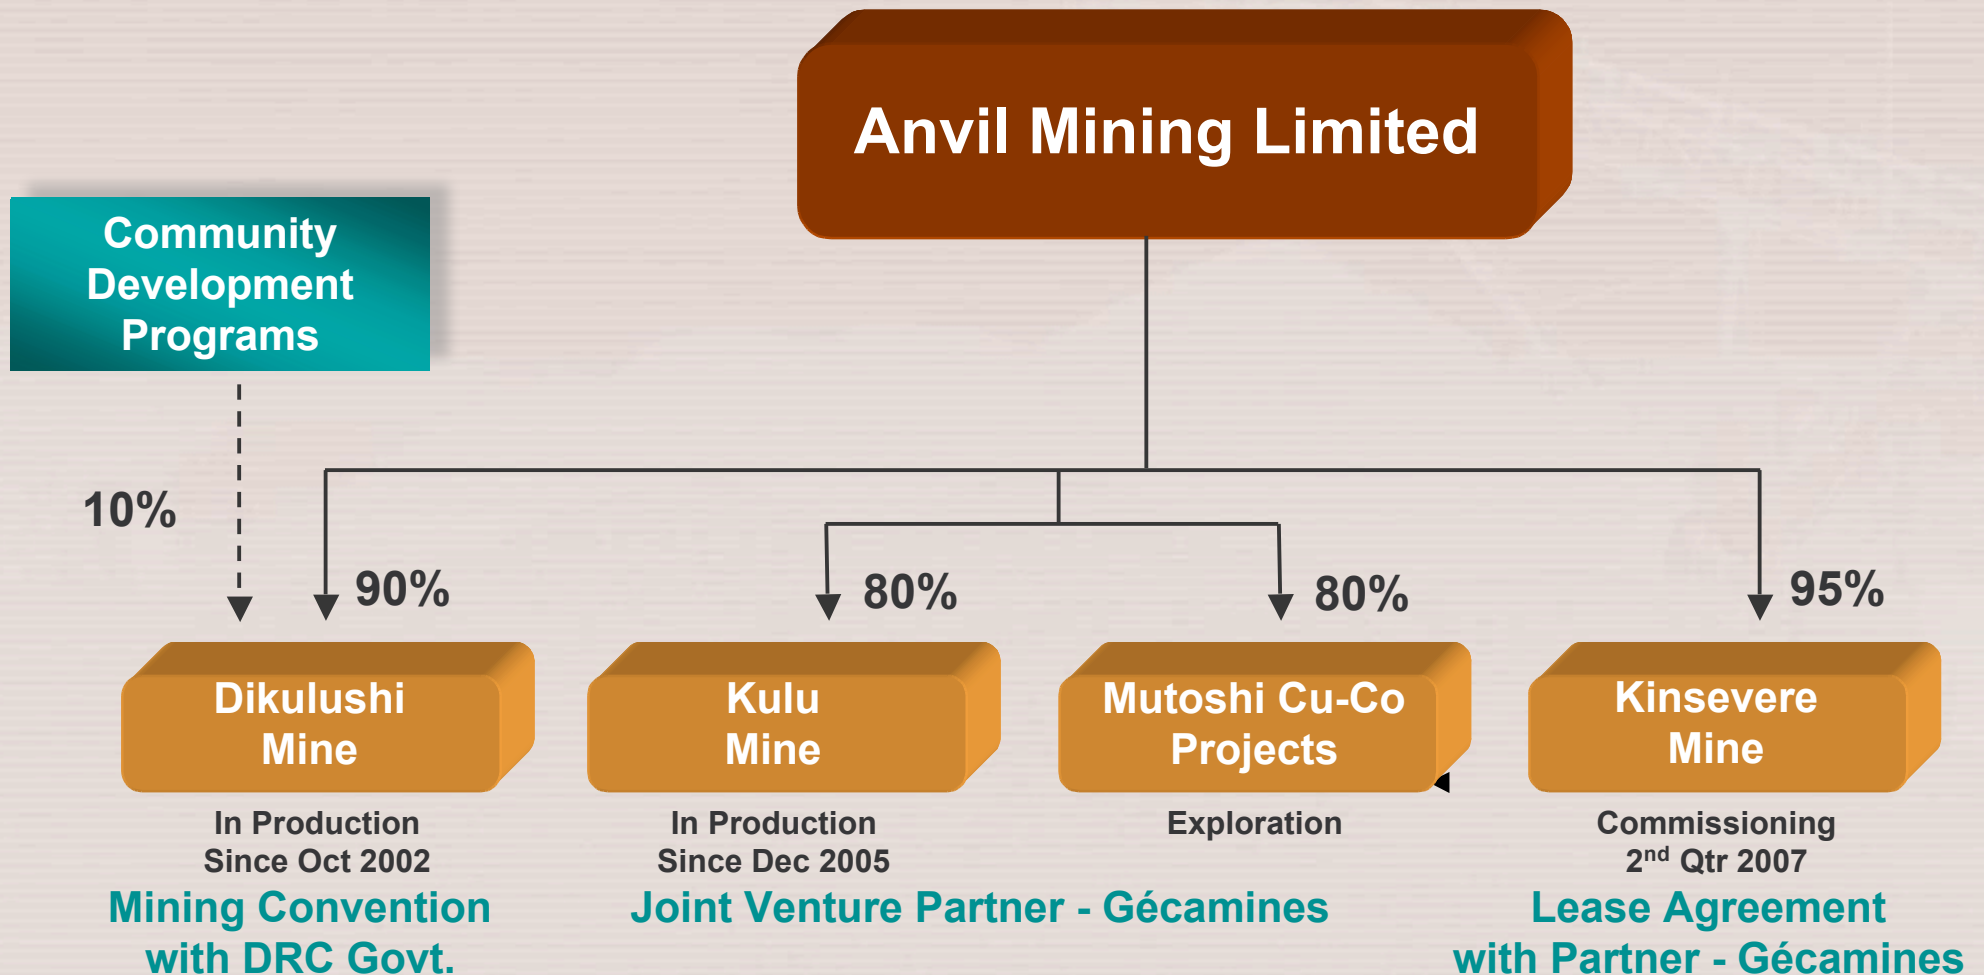 Anvil Mining Limited
Community
Development
Programs
10%
90%
80%
80%
95%
Dikulushi
Mine
Kulu
Mine
Mutoshi Cu-Co
Projects
Kinsevere
Mine
In Production
Since Oct 2002
In Production
Since Dec 2005
Exploration
Commissioning
2nd Qtr 2007
Mining Convention
with DRC Govt.
Joint Venture Partner - Gécamines
Lease Agreement
with Partner - Gécamines